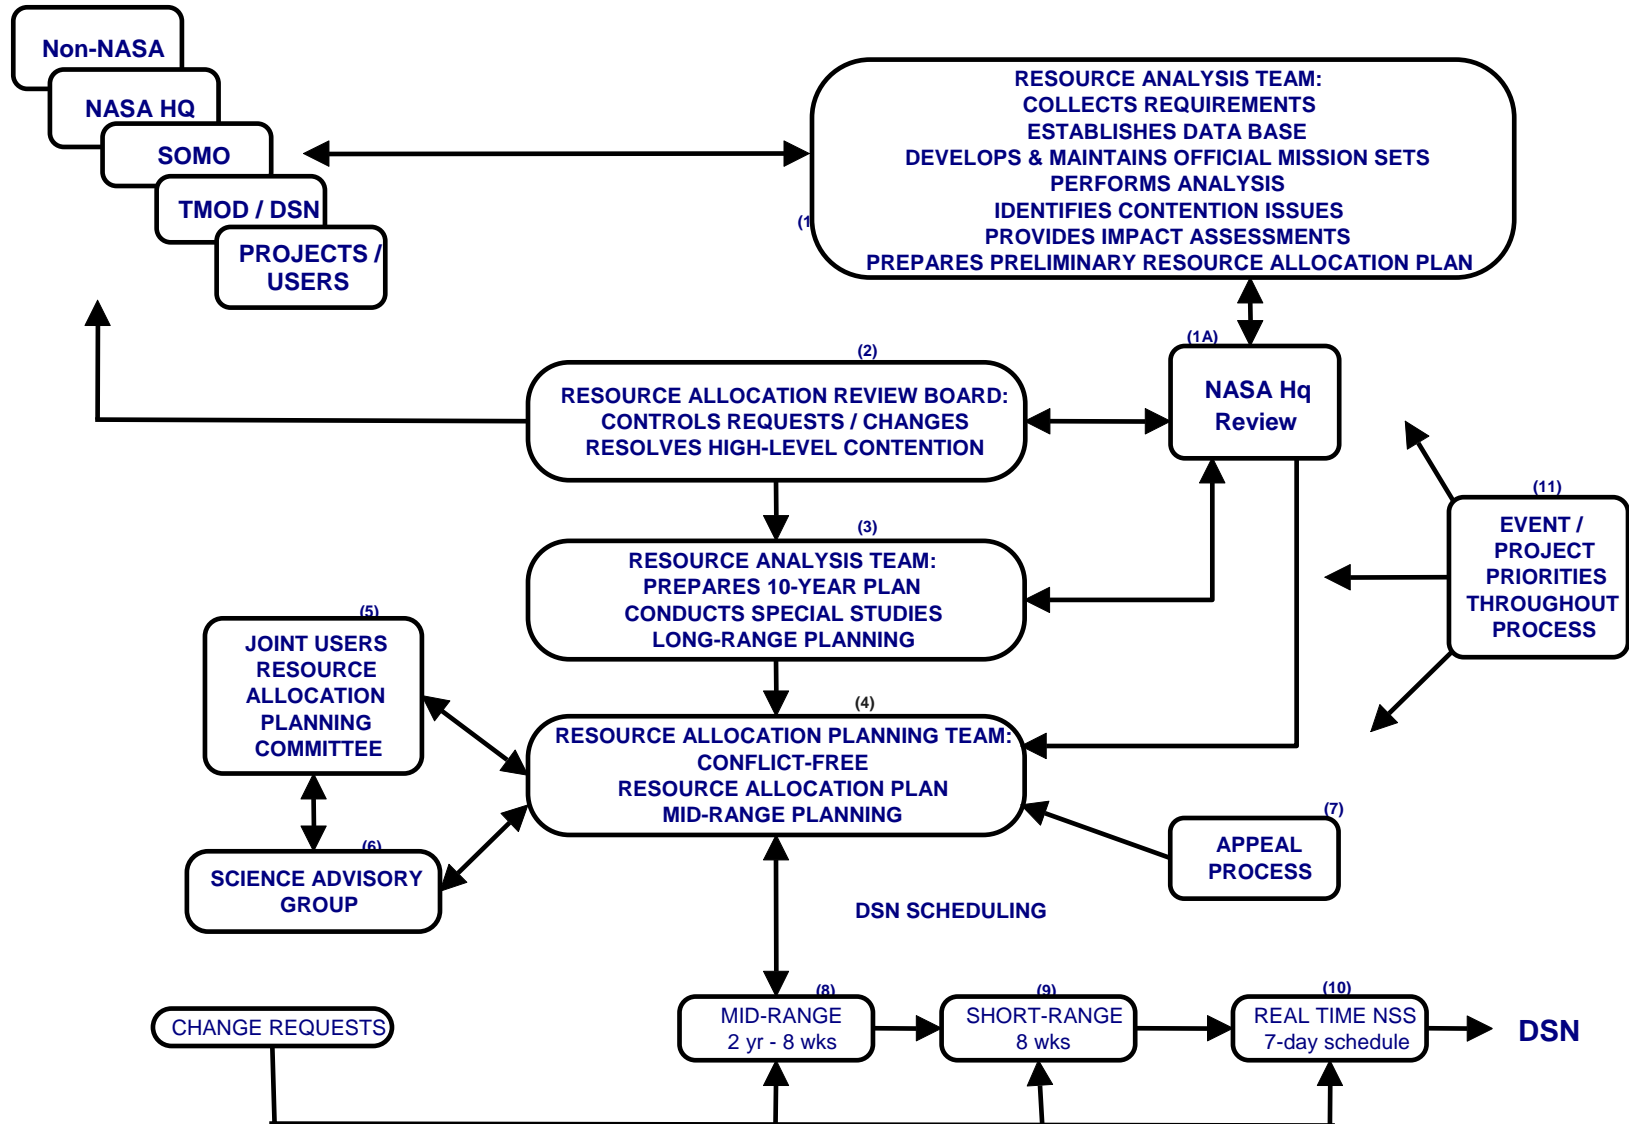 Non-NASA
NASA HQ
SOMO
TMOD / DSN
PROJECTS /
USERS
RESOURCE ANALYSIS TEAM:
COLLECTS REQUIREMENTS
ESTABLISHES DATA BASE
DEVELOPS & MAINTAINS OFFICIAL MISSION SETS
PERFORMS ANALYSIS
IDENTIFIES CONTENTION ISSUES
PROVIDES IMPACT ASSESSMENTS
PREPARES PRELIMINARY RESOURCE ALLOCATION PLAN
(1
(1A)
NASA Hq
Review
(2)
RESOURCE ALLOCATION REVIEW BOARD:
CONTROLS REQUESTS / CHANGES
RESOLVES HIGH-LEVEL CONTENTION
(11)
EVENT /
PROJECT
PRIORITIES
THROUGHOUT
PROCESS
(3)
RESOURCE ANALYSIS TEAM:
PREPARES 10-YEAR PLAN
CONDUCTS SPECIAL STUDIES
LONG-RANGE PLANNING
(5)
JOINT USERS
RESOURCE
ALLOCATION
PLANNING
COMMITTEE
(4)
RESOURCE ALLOCATION PLANNING TEAM:
CONFLICT-FREE
RESOURCE ALLOCATION PLAN
MID-RANGE PLANNING
(7)
APPEAL
PROCESS
(6)
SCIENCE ADVISORY
GROUP
DSN SCHEDULING
CHANGE REQUESTS
(8)
MID-RANGE
2 yr - 8 wks
(9)
SHORT-RANGE
8 wks
(10)
REAL TIME NSS
7-day schedule
DSN